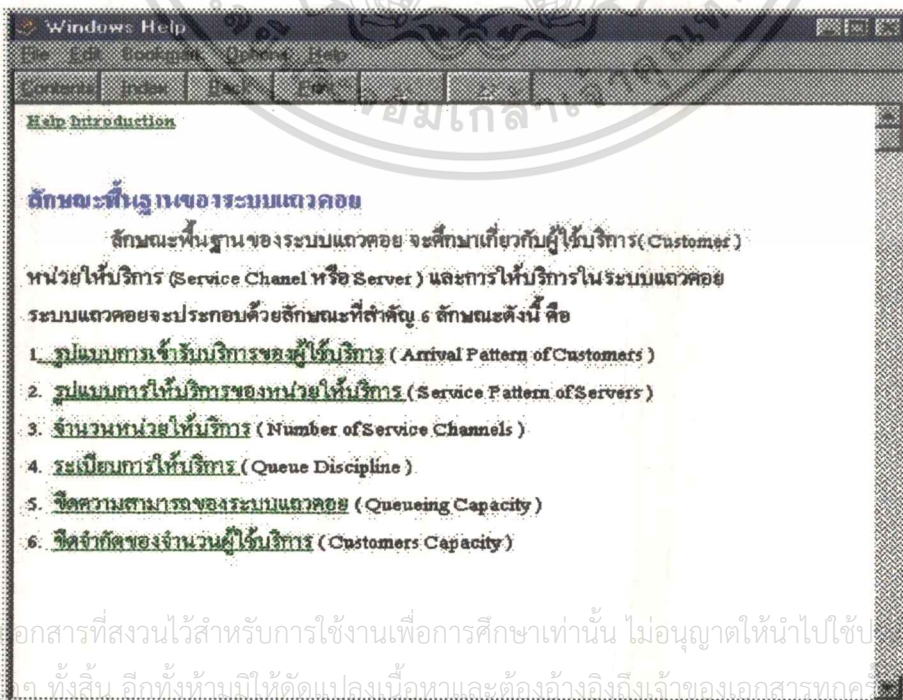 Windows Help
File Edit Bookmark Options Help
Contents Index Back Print << >>
Help Introduction
ลักษณะพื้นฐานของระบบแถวคอย
ลักษณะพื้นฐานของระบบแถวคอย จะศึกษาเกี่ยวกับผู้ใช้บริการ(Customer)
หน่วยให้บริการ (Service Chanel หรือ Server ) และการให้บริการในระบบแถวคอย
ระบบแถวคอยจะประกอบด้วยลักษณะที่สำคัญ 6 ลักษณะดังนี้ คือ
1. รูปแบบการเข้ารับบริการของผู้ใช้บริการ ( Arrival Pattern of Customers )
2. รูปแบบการให้บริการของหน่วยให้บริการ ( Service Pattern of Servers )
3. จำนวนหน่วยให้บริการ ( Number of Service Channels )
4. ระเบียบการให้บริการ ( Queue Discipline )
5. ขีดความสามารถของระบบแถวคอย ( Queueing Capacity )
6. ขีดจำกัดของจำนวนผู้ใช้บริการ ( Customers Capacity )
อกสารที่สงวนไว้สำหรับการใช้งานเพื่อการศึกษาเท่านั้น ไม่อนุญาตให้นำไปใช้ป
ๆ ทั้งสิ้น อีกทั้งห้ามมิให้ดัดแปลงเนื้อหาและต้องอ้างอิงถึงเจ้าของเอกสารทุกครั้